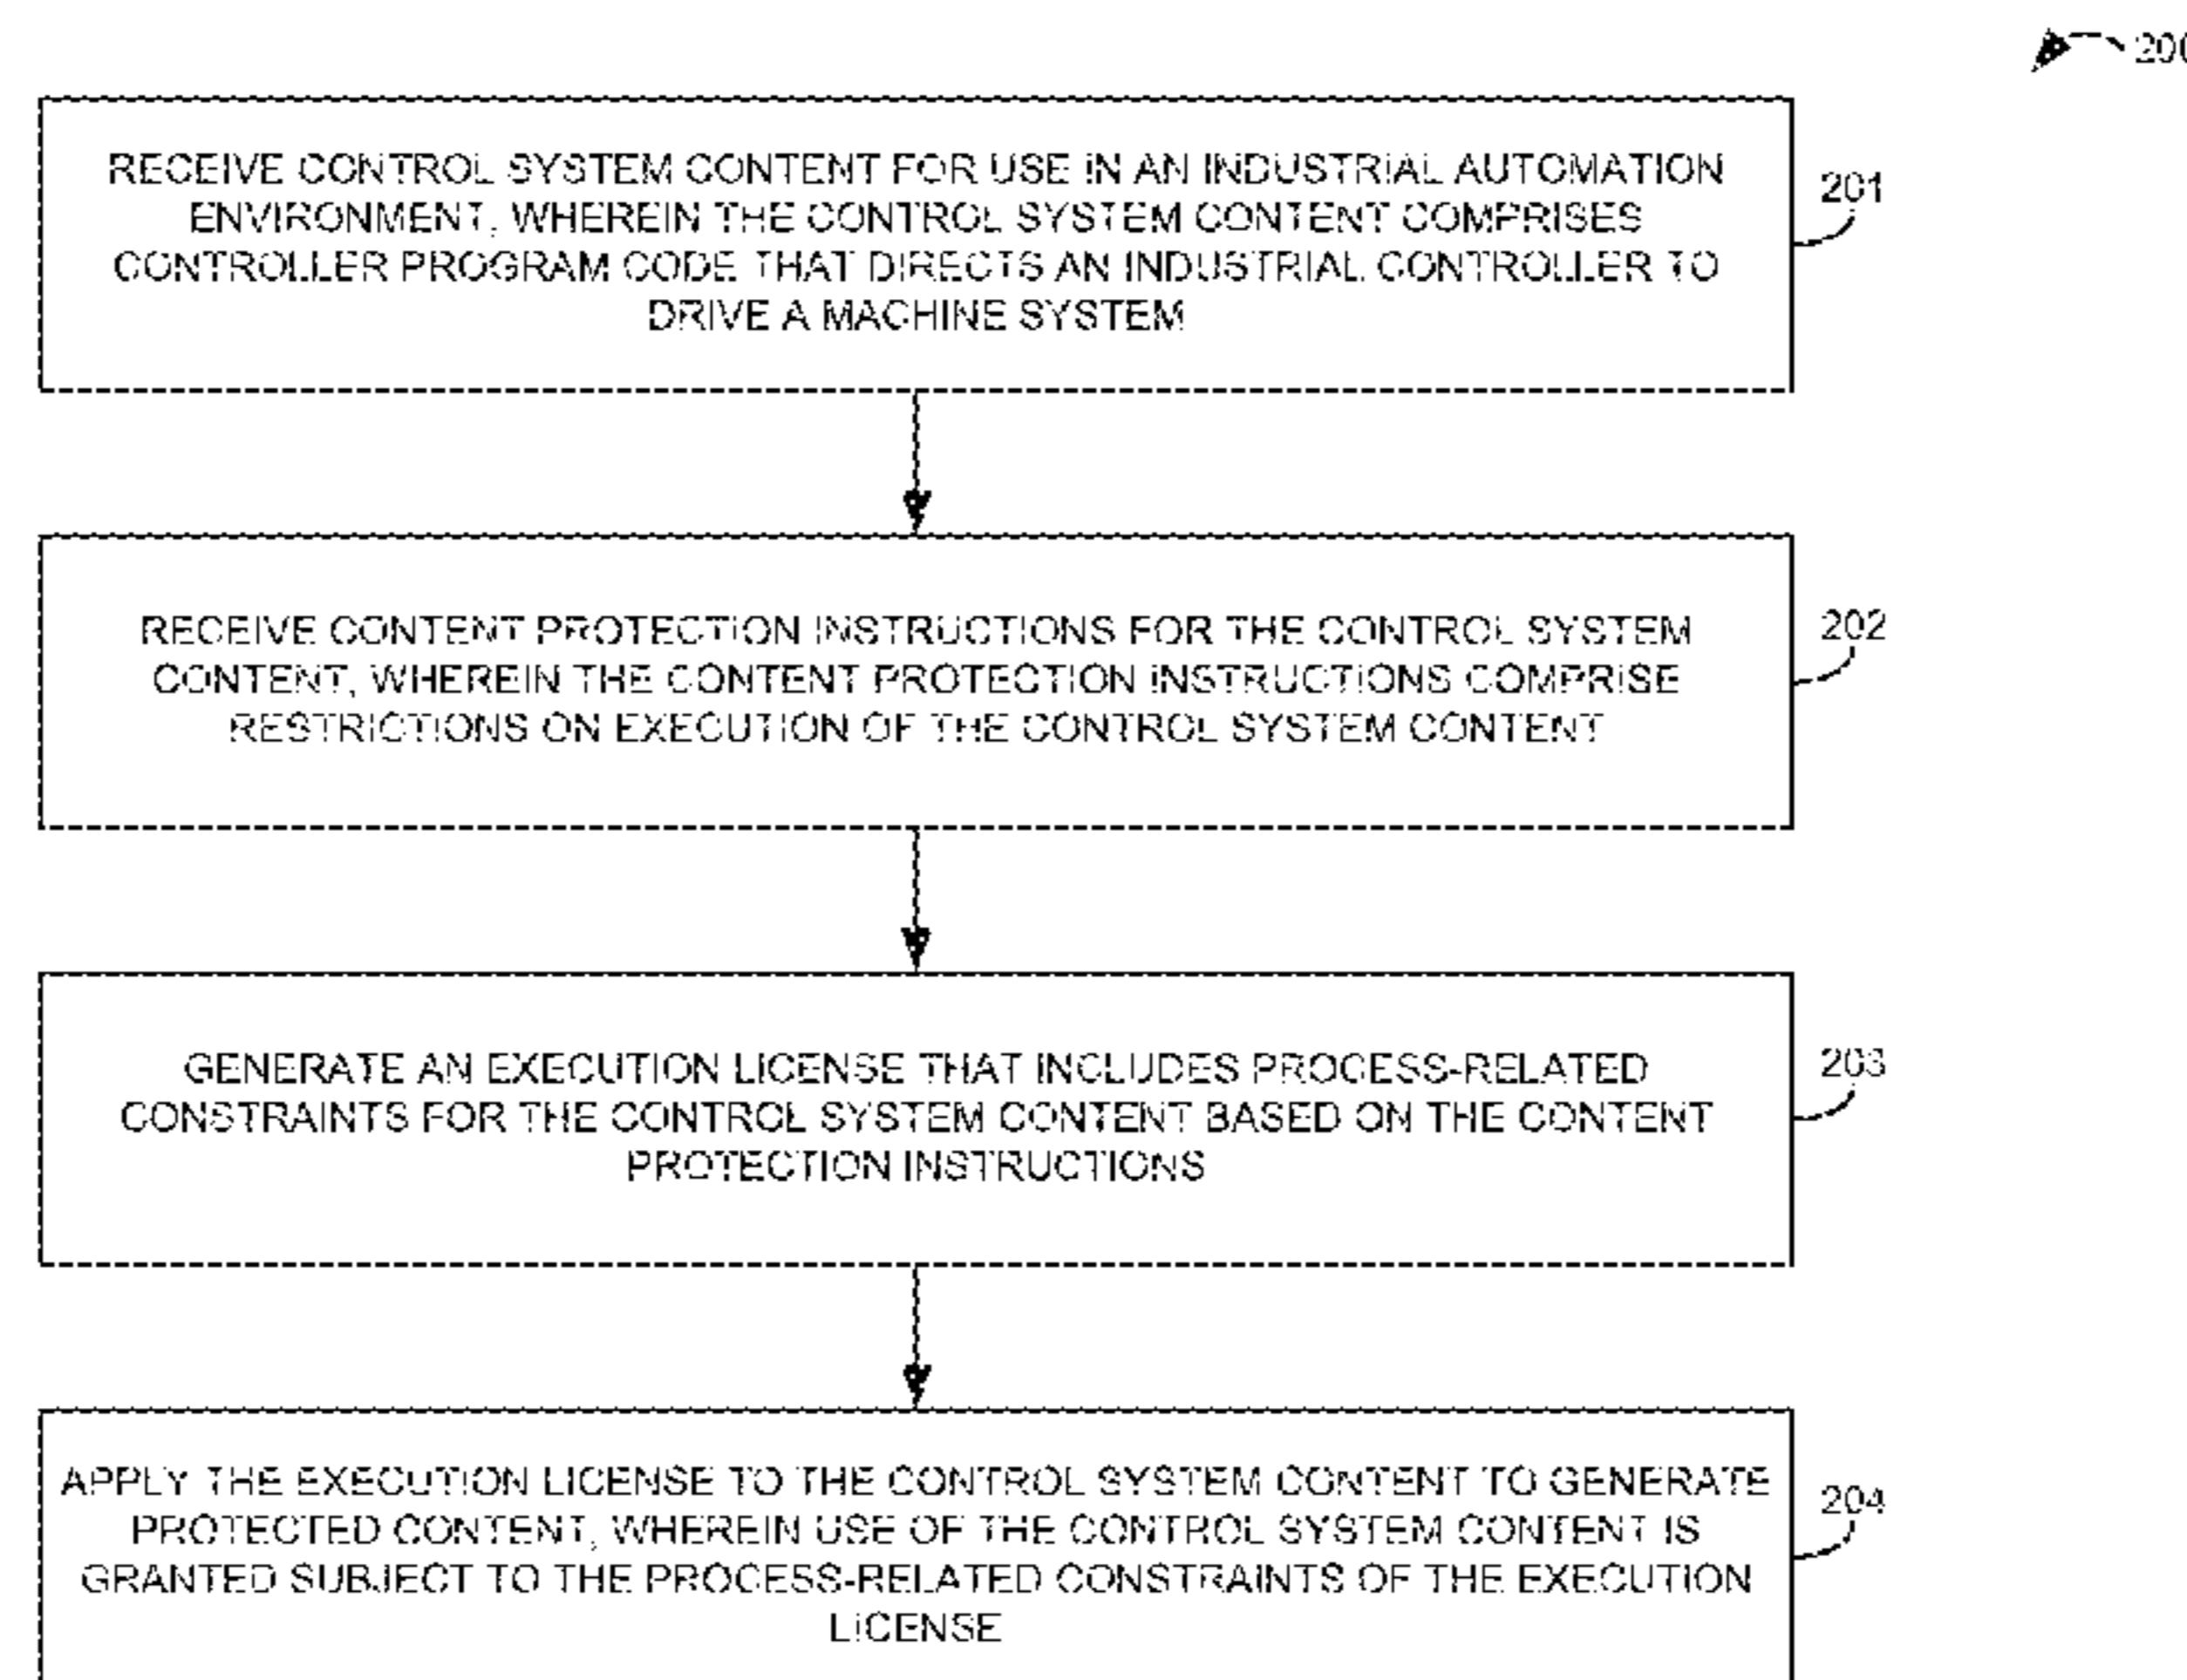 200
RECEIVE CONTROL SYSTEM CONTENT FOR USE IN AN INDUSTRIAL AUTOMATION
ENVIRONMENT, WHEREIN THE CONTROL SYSTEM CONTENT COMPRISES
CONTROLLER PROGRAM CODE THAT DIRECTS AN INDUSTRIAL CONTROLLER TO
DRIVE A MACHINE SYSTEM
201
RECEIVE CONTENT PROTECTION INSTRUCTIONS FOR THE CONTROL SYSTEM
CONTENT, WHEREIN THE CONTENT PROTECTION INSTRUCTIONS COMPRISE
RESTRICTIONS ON EXECUTION OF THE CONTROL SYSTEM CONTENT
202
GENERATE AN EXECUTION LICENSE THAT INCLUDES PROCESS-RELATED
CONSTRAINTS FOR THE CONTROL SYSTEM CONTENT BASED ON THE CONTENT
PROTECTION INSTRUCTIONS
203
APPLY THE EXECUTION LICENSE TO THE CONTROL SYSTEM CONTENT TO GENERATE
PROTECTED CONTENT, WHEREIN USE OF THE CONTROL SYSTEM CONTENT IS
GRANTED SUBJECT TO THE PROCESS-RELATED CONSTRAINTS OF THE EXECUTION
LICENSE
204